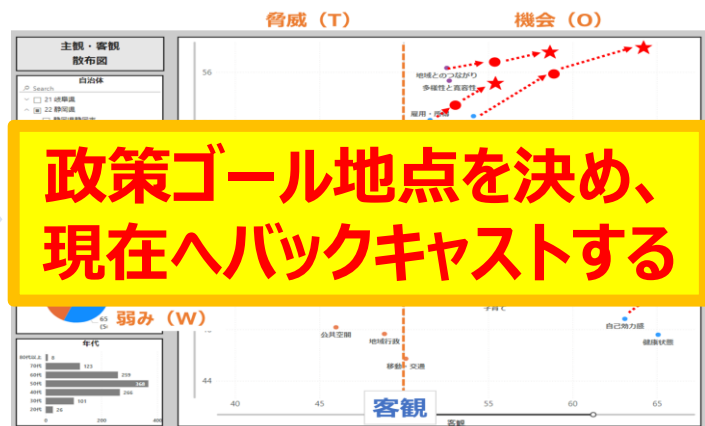 脅威（T）
機会（O）
主観・客観
散布図
自治体
Search
21 岐阜県
22 静岡県
56
地域とのつながり
多様性と寛容性
政策ゴール地点を決め、
現在へバックキャストする
弱み（W）
子育て
公共空間
地域行政
移動・交通
自己効力感
健康状態
44
40
45
55
60
65
客観
客観
年代
80代以上
70代 123
60代 259
50代 368
40代
30代 101
20代 26
0
200
400